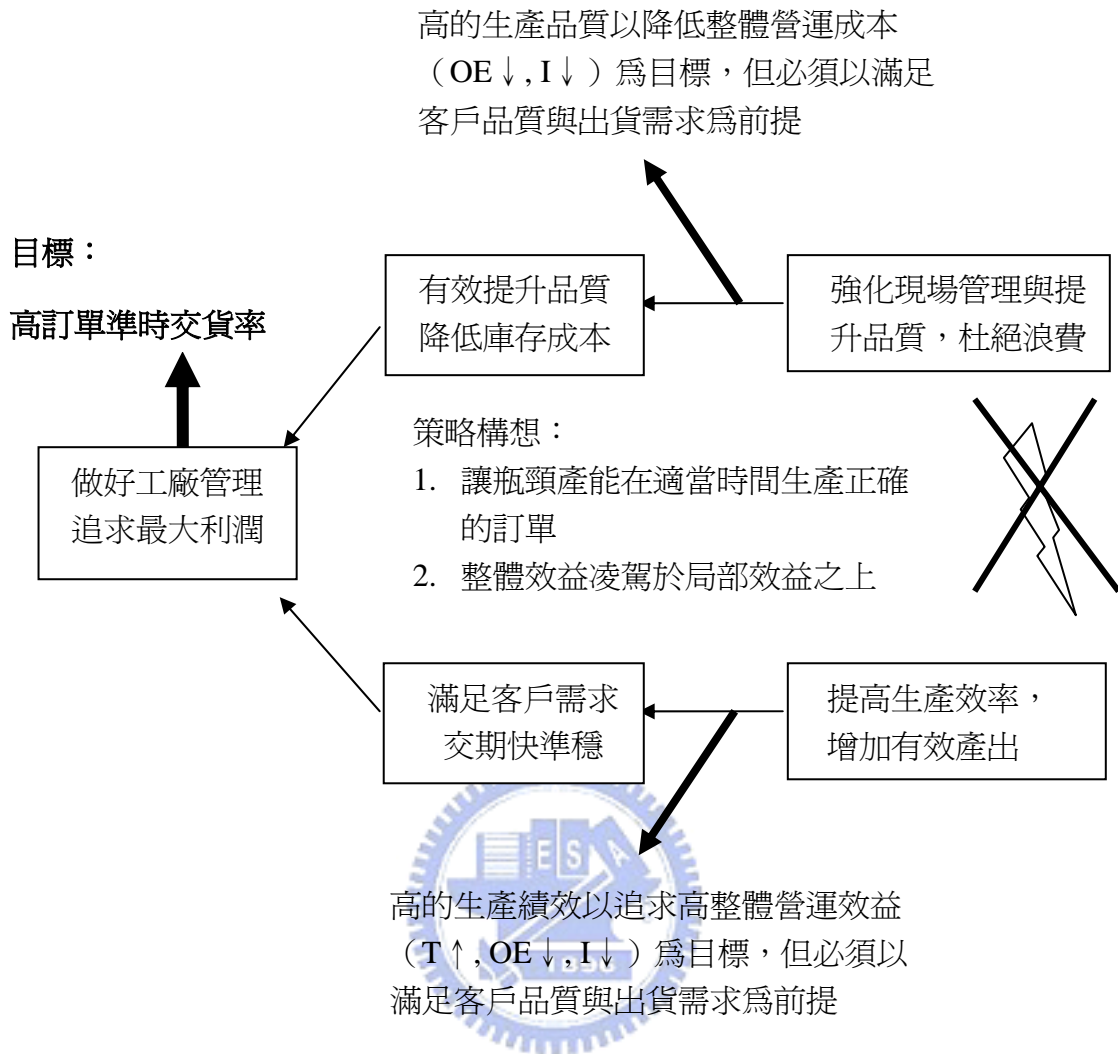 高的生產品質以降低整體營運成本
（OE↓, I↓）爲目標，但必須以滿足
客戶品質與出貨需求爲前提
目標：
高訂單準時交貨率
有效提升品質
降低庫存成本
強化現場管理與提
升品質，杜絕浪費
做好工廠管理
追求最大利潤
策略構想：
1. 讓瓶頸產能在適當時間生產正確
的訂單
2. 整體效益凌駕於局部效益之上
滿足客戶需求
交期快準穩
提高生產效率，
增加有效產出
ESA
高的生產績效以追求高整體營運效益
（T↑, OE↓, I↓）爲目標，但必須以
1896
滿足客戶品質與出貨需求爲前提